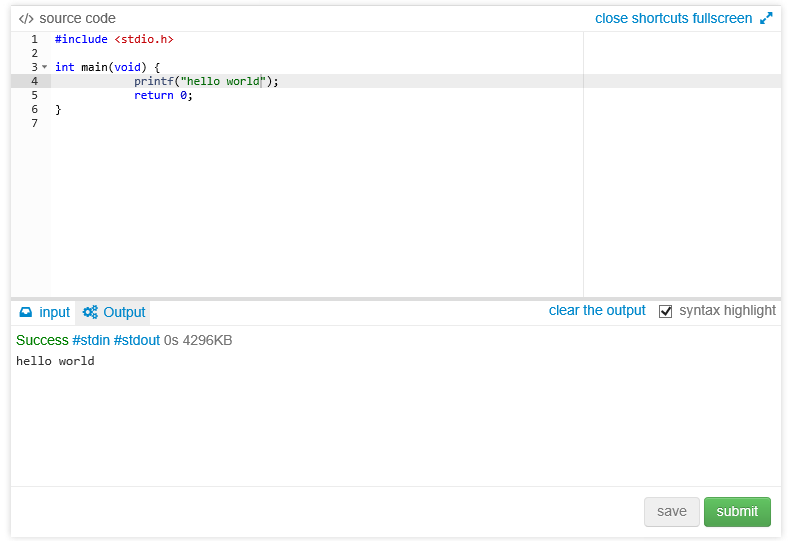 </> source code
close shortcuts fullscreen
1 #include <stdio.h>
2
3 int main(void) {
4 printf("hello world");
5 return 0;
6 }
7
input Output
clear the output syntax highlight
Success #stdin #stdout 0s 4296KB
hello world
save submit